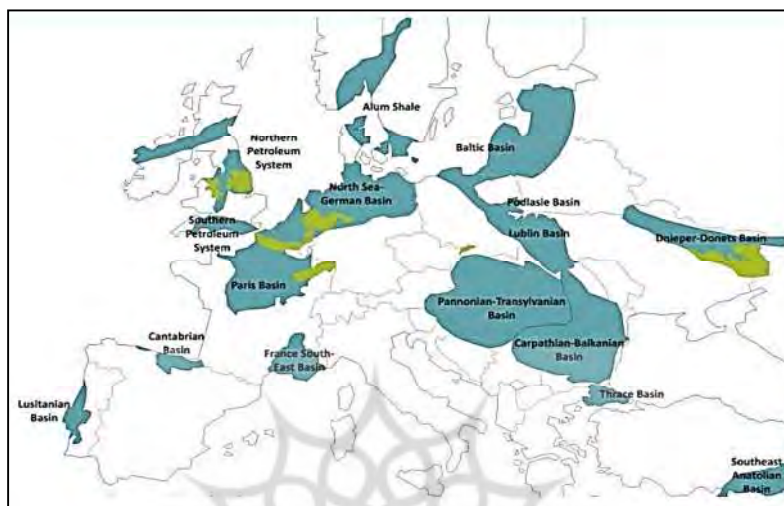 Alum Shale
Northern
Petroleum
System
Baltic Basin
North Sea-
German Basin
Podlasie Basin
Southern
Petroleum
System
Lublin Basin
Dnieper-Donets Basin
Paris Basin
Pannonian-Transylvanian
Basin
Cantabrian
Basin
France South-
East Basin
Carpathian-Balkanian
Basin
Lusitanian
Basin
Thrace Basin
Southeast
Anatolian
Basin